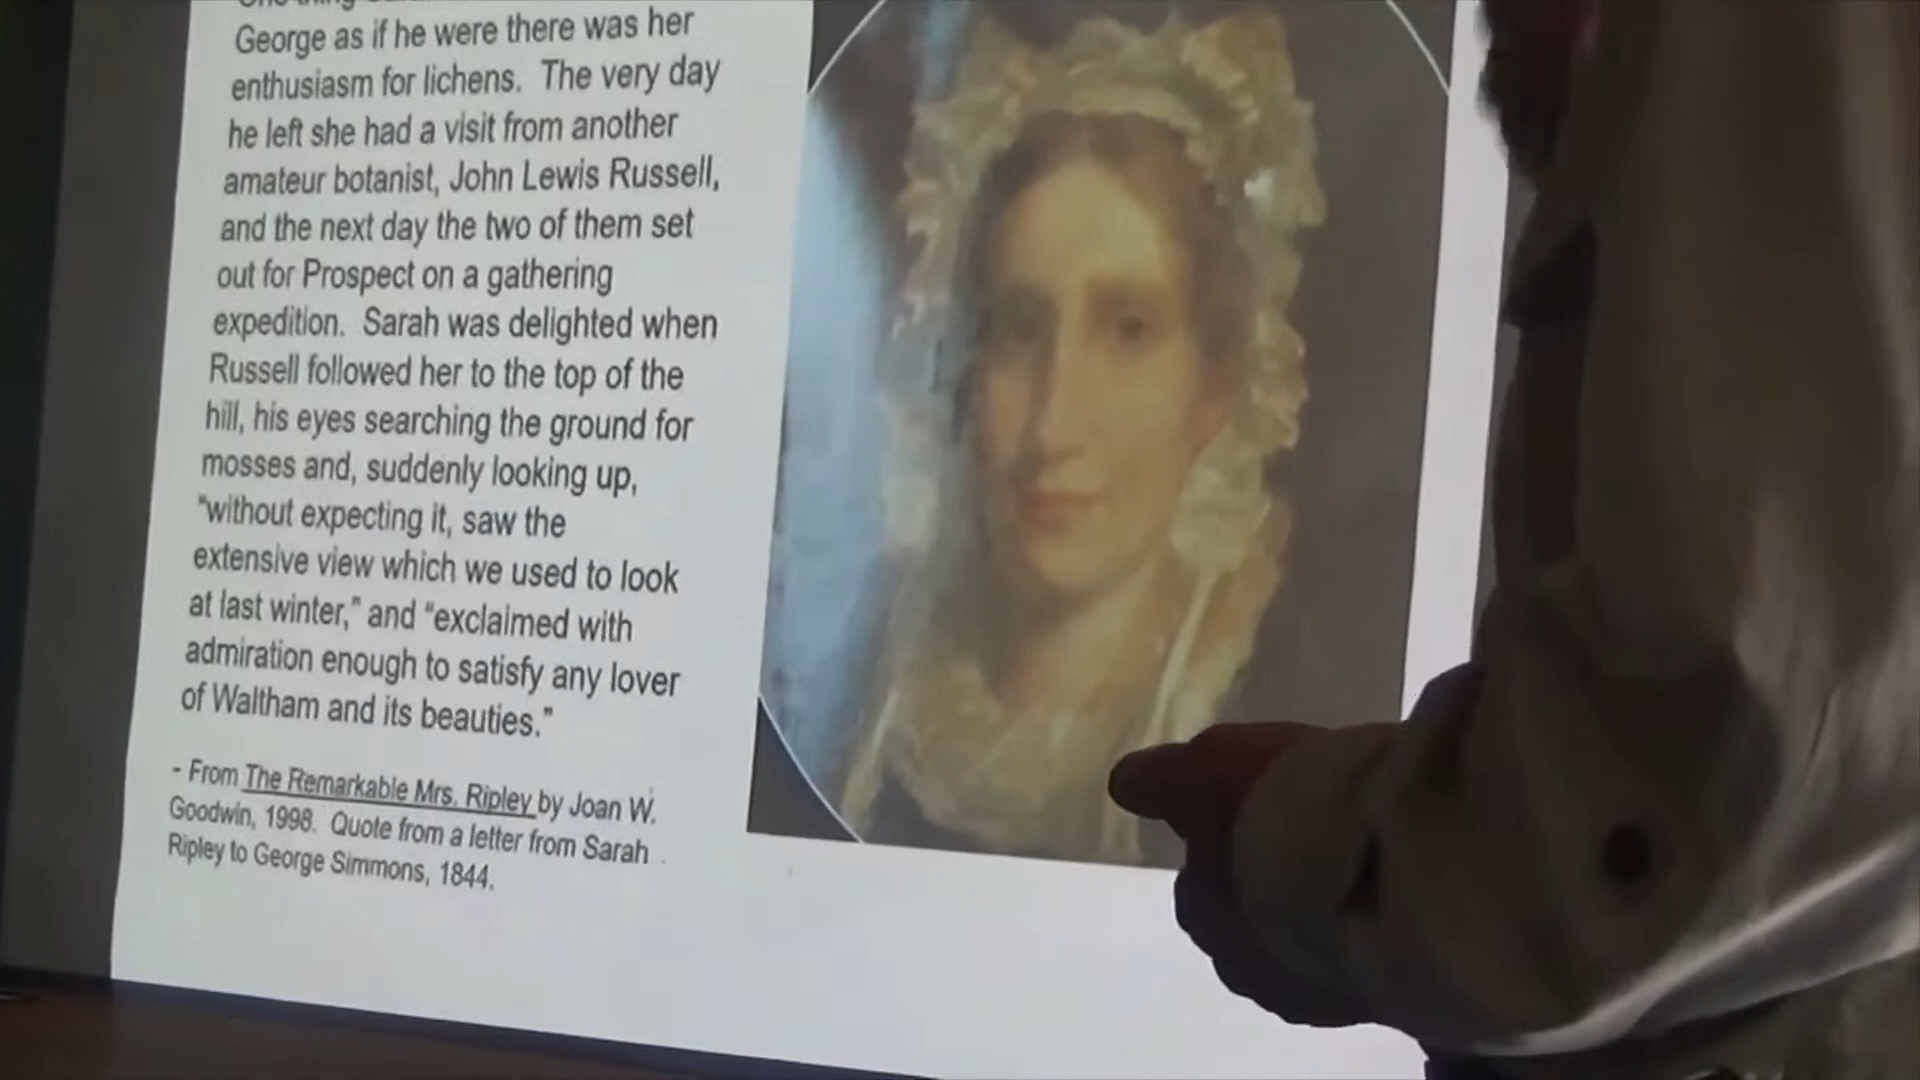 George as if he were there was her
enthusiasm for lichens. The very day
he left she had a visit from another
amateur botanist, John Lewis Russell,
and the next day the two of them set
out for Prospect on a gathering
expedition. Sarah was delighted when
Russell followed her to the top of the
hill, his eyes searching the ground for
mosses and, suddenly looking up,
"without expecting it, saw the
extensive view which we used to look
at last winter," and "exclaimed with
admiration enough to satisfy any lover
of Waltham and its beauties."
- From The Remarkable Mrs. Ripley by Joan W.
Goodwin, 1998. Quote from a letter from Sarah
Ripley to George Simmons, 1844.